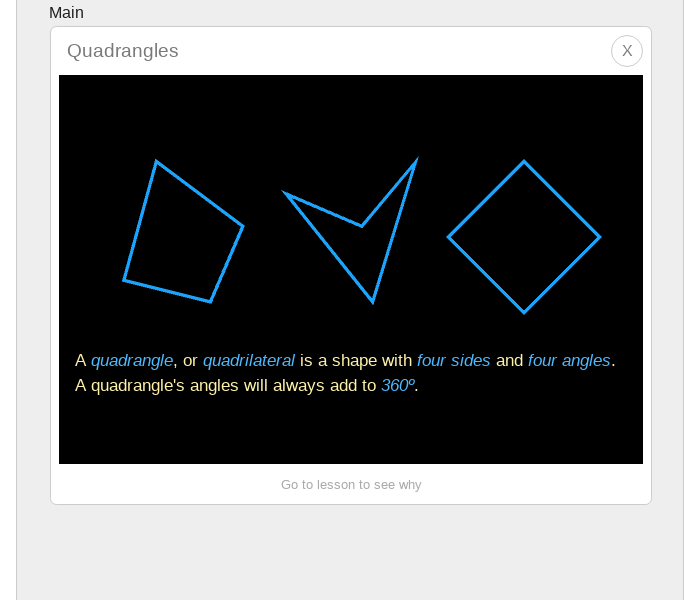 Main
Quadrangles
X
A quadrangle, or quadrilateral is a shape with four sides and four angles.
A quadrangle's angles will always add to 360º.
Go to lesson to see why